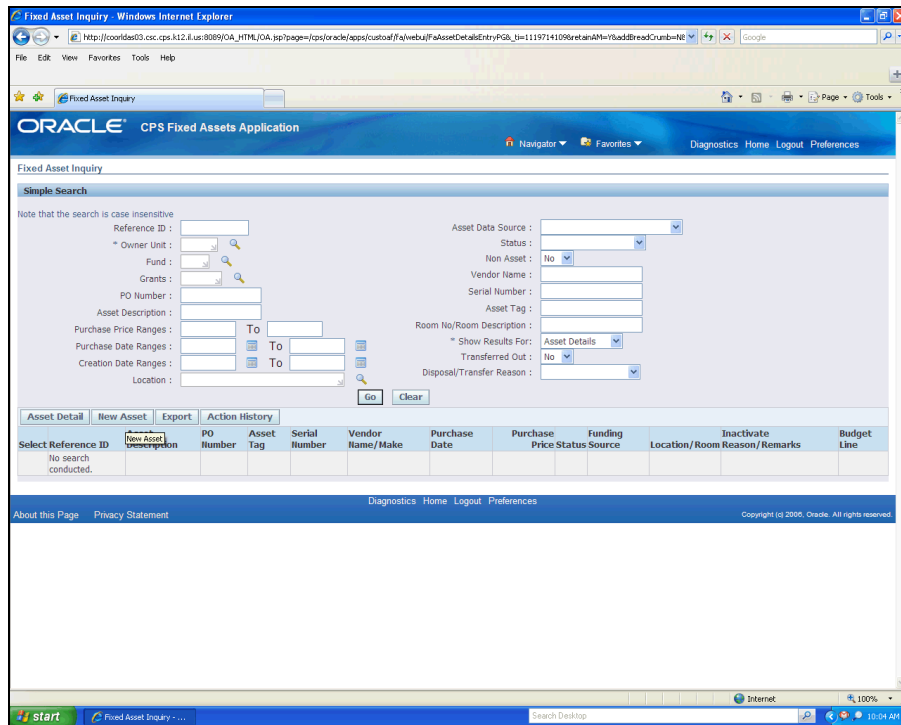 Fixed Asset Inquiry - Windows Internet Explorer
http://coorldas03.csc.cps.k12.il.us:8089/OA_HTML/OA.jsp?page=/cps/oracle/apps/custoaf/fa/webui/FaAssetDetailsEntryPG&_ti=1119714109&retainAM=Y&addBreadCrumb=N& Google
File Edit View Favorites Tools Help
Fixed Asset Inquiry Page Tools
ORACLE CPS Fixed Assets Application
Navigator Favorites Diagnostics Home Logout Preferences
Fixed Asset Inquiry
Simple Search
Note that the search is case insensitive
Reference ID : Asset Data Source :
* Owner Unit : Status :
Fund : Non Asset : No
Grants : Vendor Name :
PO Number : Serial Number :
Asset Description : Asset Tag :
Purchase Price Ranges : To Room No/Room Description :
Purchase Date Ranges : To * Show Results For: Asset Details
Creation Date Ranges : To Transferred Out : No
Location : Disposal/Transfer Reason :
Go Clear
Asset Detail New Asset Export Action History
New Asset
Select Reference ID Asset Description PO Number Asset Tag Serial Number Vendor Name/Make Purchase Date Purchase Price Status Funding Source Location/Room Inactivate Reason/Remarks Budget Line
No search conducted.
Diagnostics Home Logout Preferences
About this Page Privacy Statement Copyright (c) 2006, Oracle. All rights reserved.
Internet 100%
start Fixed Asset Inquiry - ... Search Desktop 10:04 AM